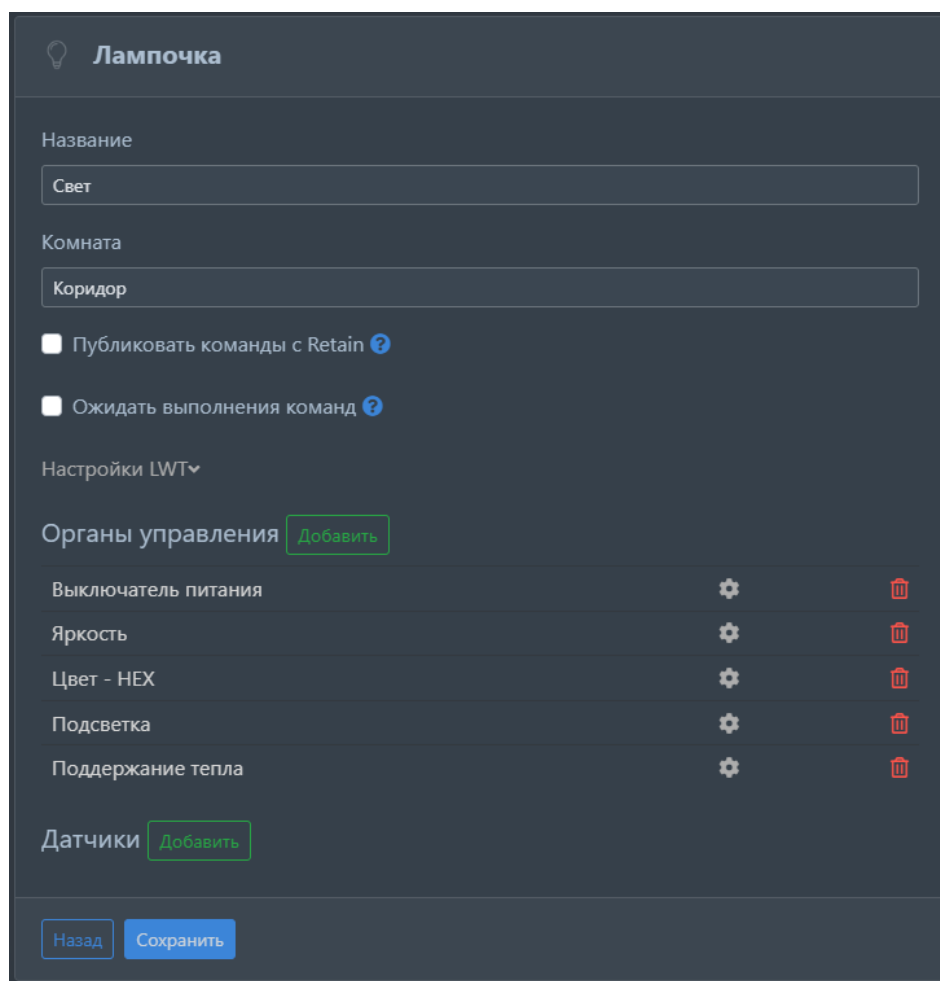 Лампочка
Название
Свет
Комната
Коридор
Публиковать команды с Retain ?
Ожидать выполнения команд ?
Настройки LWT
Органы управления Добавить
Выключатель питания
Яркость
Цвет - HEX
Подсветка
Поддержание тепла
Датчики Добавить
Назад Сохранить